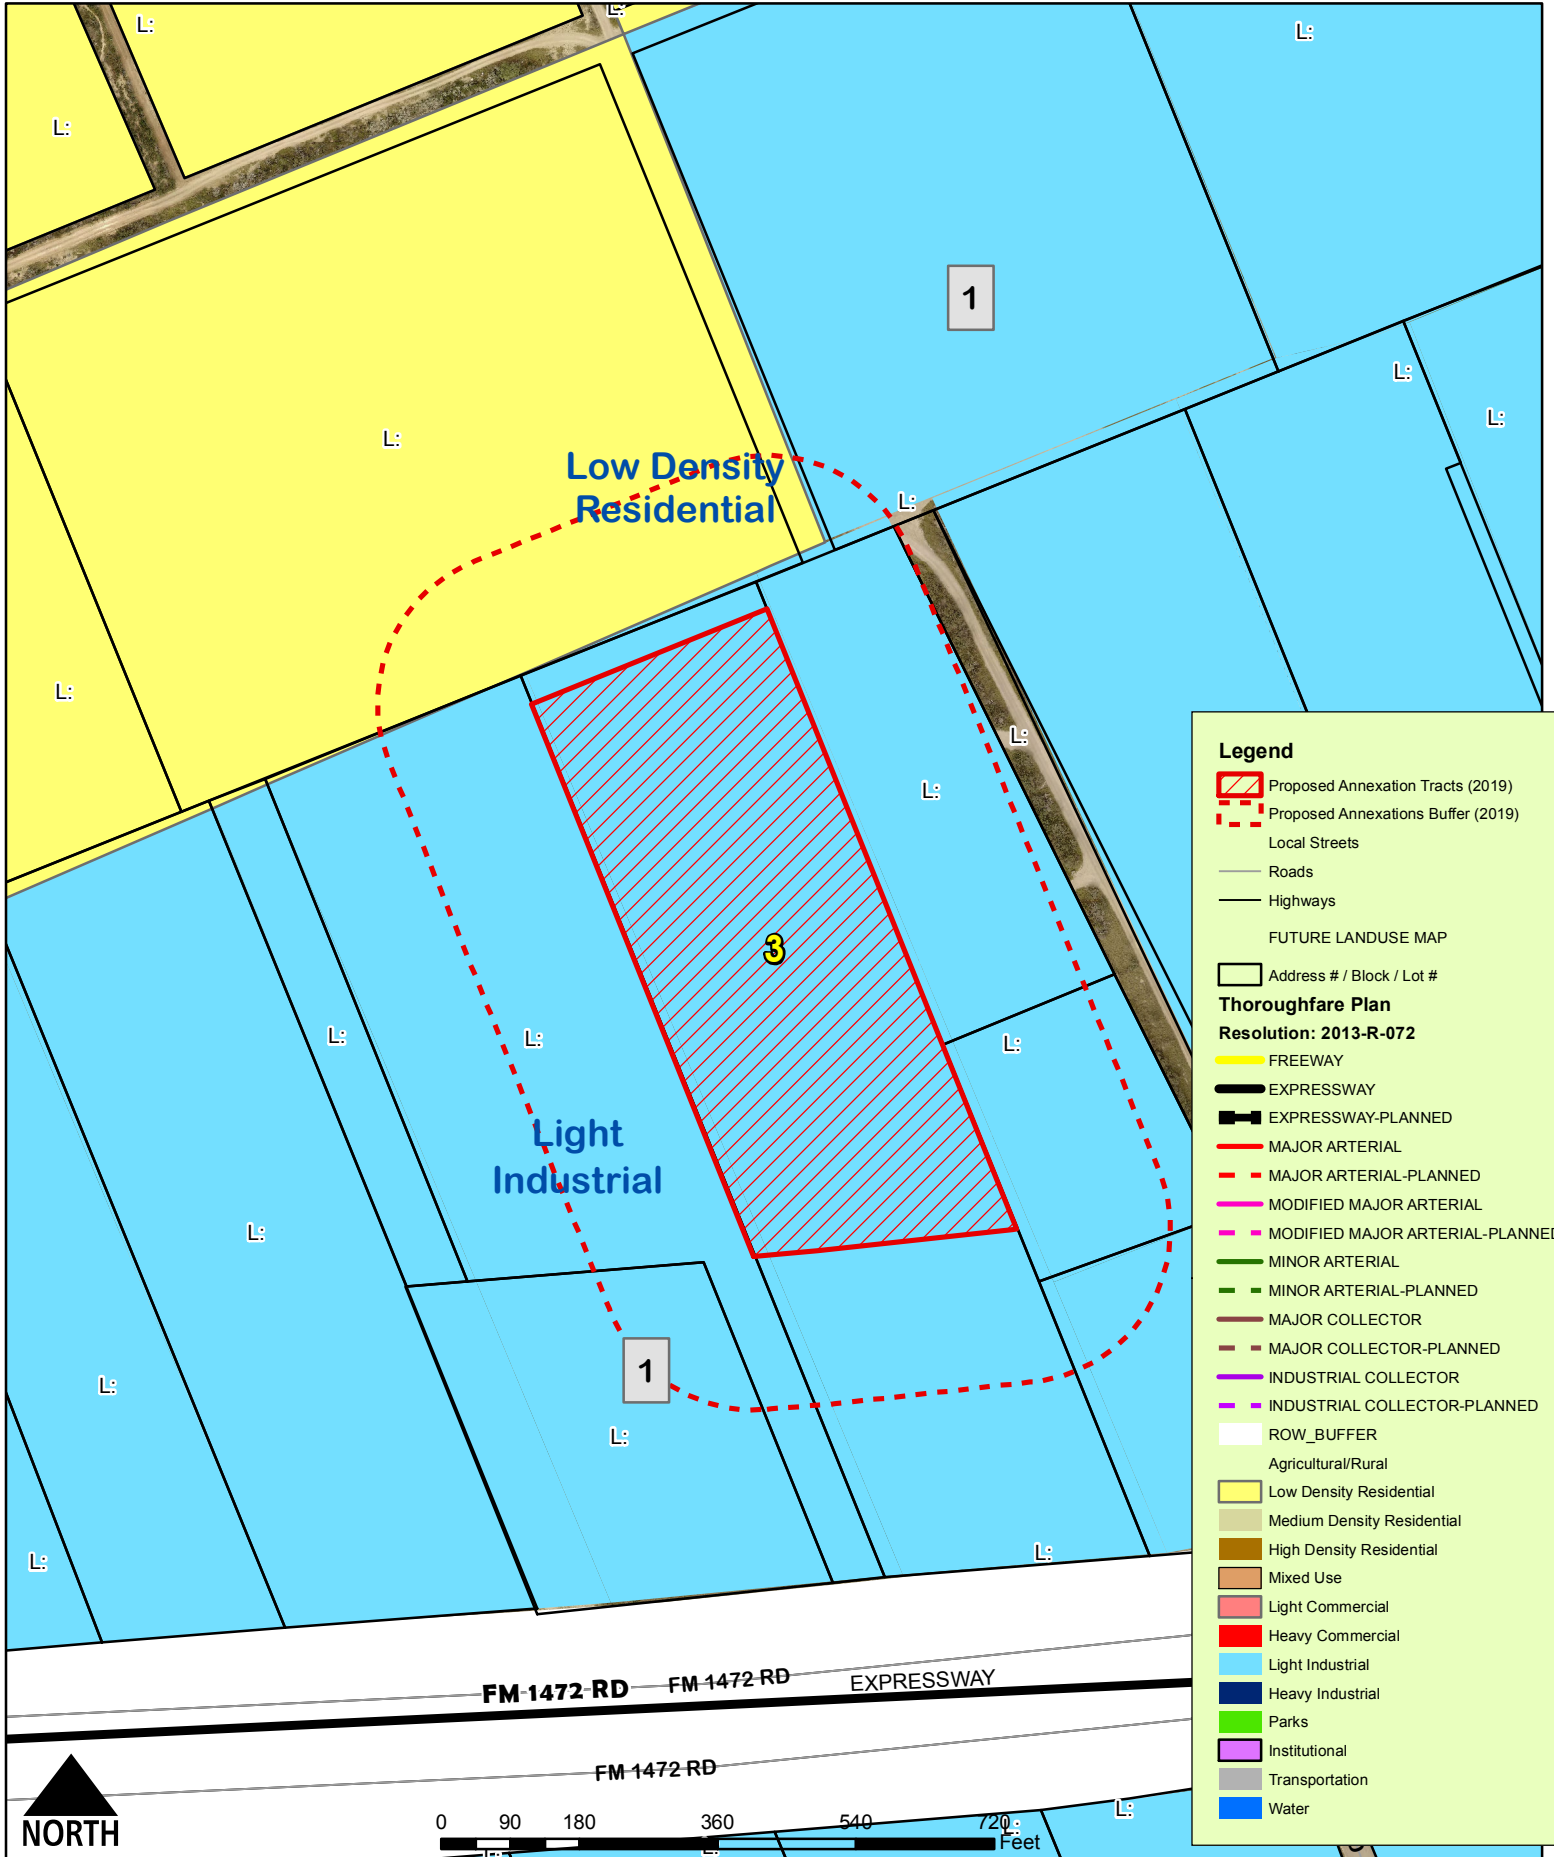 L:
L:
L:
L:
1
L:
L:
L:
Low Density
Residential
L:
L:
L:
L:
3
L:
L:
L:
Light
Industrial
L:
1
L:
L:
L:
L:
FM 1472 RD
FM 1472 RD
EXPRESSWAY
FM 1472 RD
NORTH
0 90 180 360 540 720
Feet
L:
L:
L:
L:
Legend
Proposed Annexation Tracts (2019)
Proposed Annexations Buffer (2019)
Local Streets
Roads
Highways
FUTURE LANDUSE MAP
Address # / Block / Lot #
Thoroughfare Plan
Resolution: 2013-R-072
FREEWAY
EXPRESSWAY
EXPRESSWAY-PLANNED
MAJOR ARTERIAL
MAJOR ARTERIAL-PLANNED
MODIFIED MAJOR ARTERIAL
MODIFIED MAJOR ARTERIAL-PLANNED
MINOR ARTERIAL
MINOR ARTERIAL-PLANNED
MAJOR COLLECTOR
MAJOR COLLECTOR-PLANNED
INDUSTRIAL COLLECTOR
INDUSTRIAL COLLECTOR-PLANNED
ROW_BUFFER
Agricultural/Rural
Low Density Residential
Medium Density Residential
High Density Residential
Mixed Use
Light Commercial
Heavy Commercial
Light Industrial
Heavy Industrial
Parks
Institutional
Transportation
Water